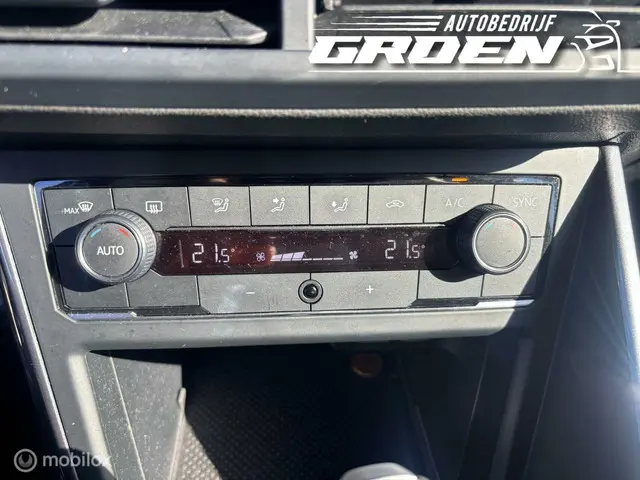 AUTOBEDRIJF
GROEN
MAX A/C SYNC
AUTO 21.5° 21.5°
- +
mobilox